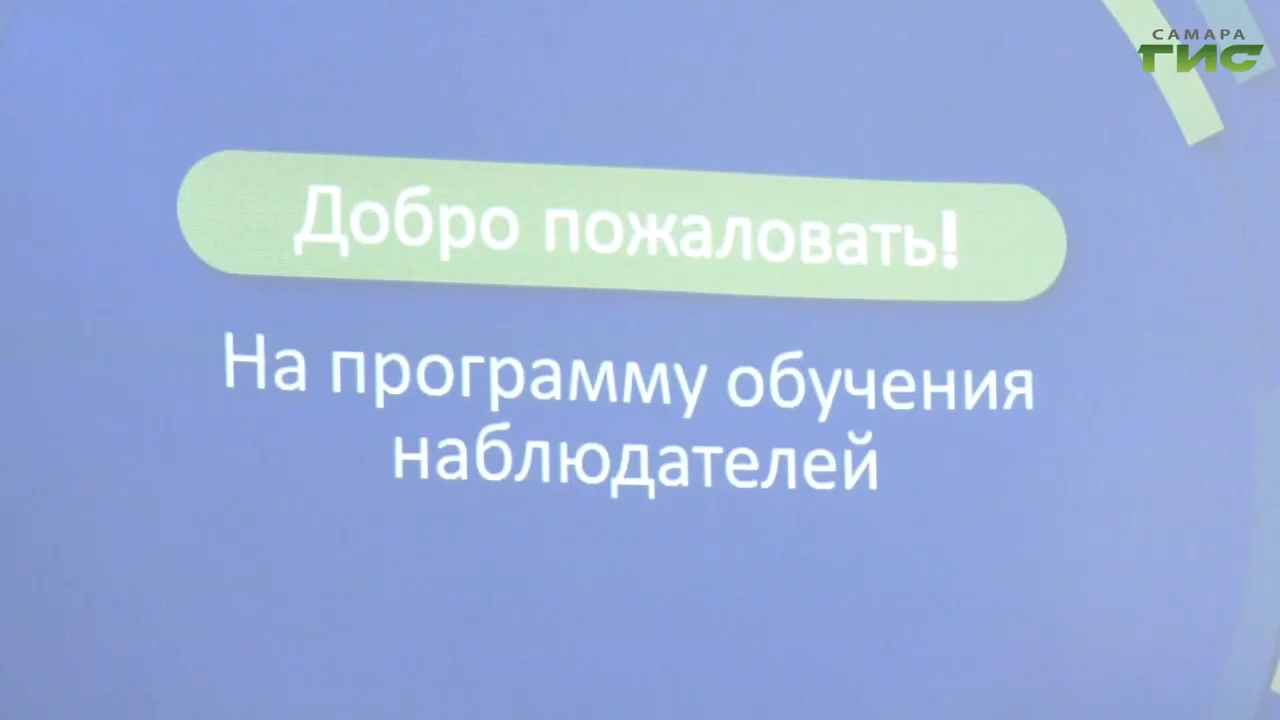 САМАРА
ГИС
Добро пожаловать!
На программу обучения
наблюдателей